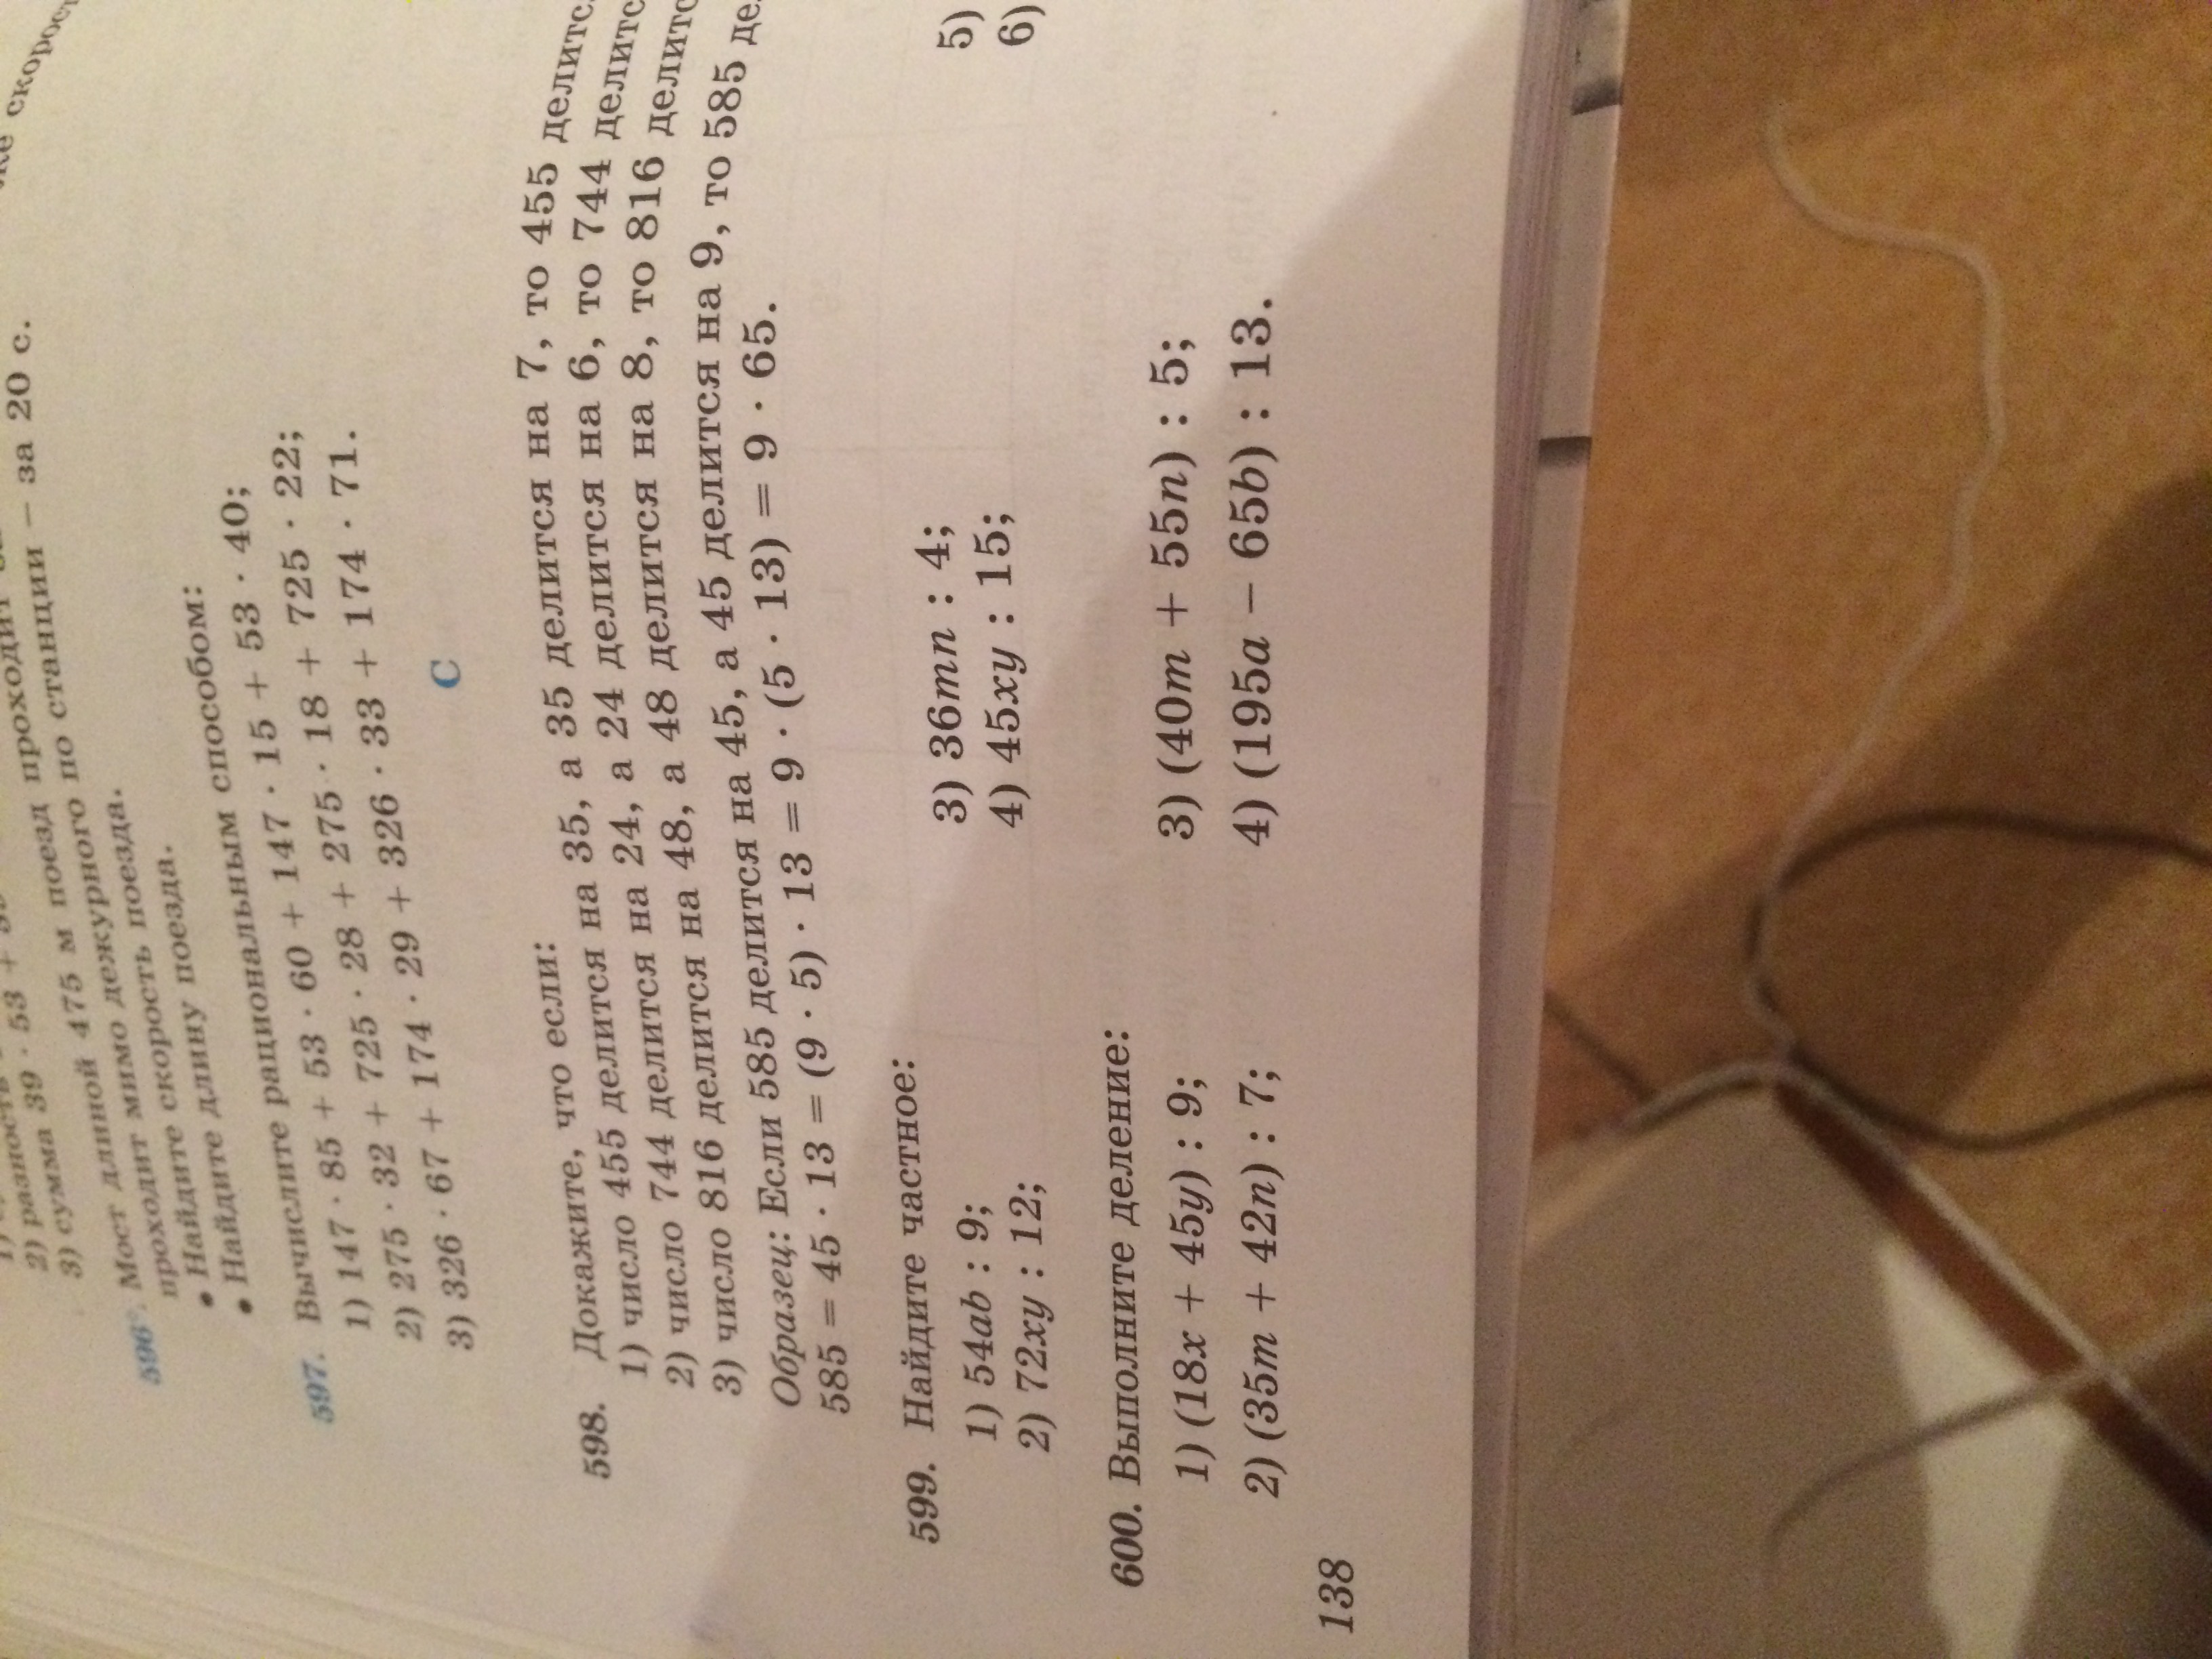 же
2) разность
3) сумма 39 · 53 +
596°. Мост длиной 475 м поезд проходит
проходит мимо дежурного по станции – за 20 с.
• Найдите скорость поезда.
• Найдите длину поезда.
597. Вычислите рациональным способом:
1) 147 · 85 + 53 · 60 + 147 · 15 + 53 · 40;
2) 275 · 32 + 725 · 28 + 275 · 18 + 725 · 22;
3) 326 · 67 + 174 · 29 + 326 · 33 + 174 · 71.
С
598. Докажите, что если:
1) число 455 делится на 35, а 35 делится на 7, то 455
2) число 744 делится на 24, а 24 делится на 6, то 744
3) число 816 делится на 48, а 48 делится на 8, то 816
Образец: Если 585 делится на 45, а 45 делится на 9, то 585
585 = 45 · 13 = (9 · 5) · 13 = 9 · (5 · 13) = 9 · 65.
599. Найдите частное:
1) 54ab : 9; 3) 36mn : 4; 5)
2) 72xy : 12; 4) 45xy : 15; 6)
600. Выполните деление:
1) (18x + 45y) : 9; 3) (40m + 55n) : 5;
2) (35m + 42n) : 7; 4) (195a – 65b) : 13.
138